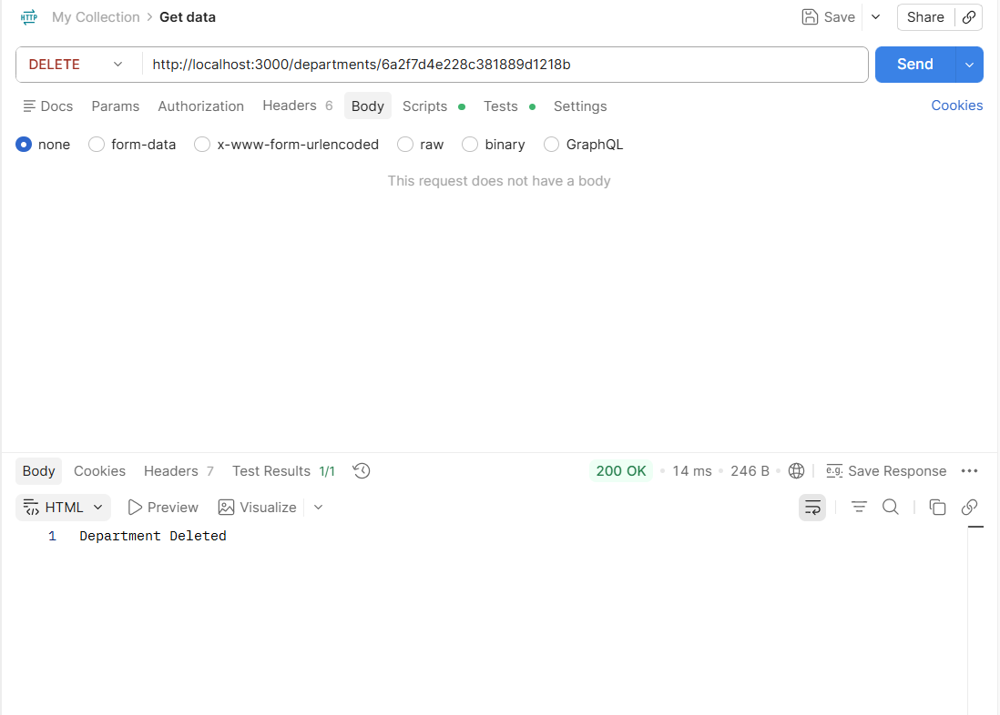 HTTP My Collection > Get data Save Share
DELETE http://localhost:3000/departments/6a2f7d4e228c381889d1218b Send
Docs Params Authorization Headers 6 Body Scripts Tests Settings Cookies
none form-data x-www-form-urlencoded raw binary GraphQL
This request does not have a body
Body Cookies Headers 7 Test Results 1/1 200 OK 14 ms 246 B e.g. Save Response
HTML Preview Visualize
1 Department Deleted